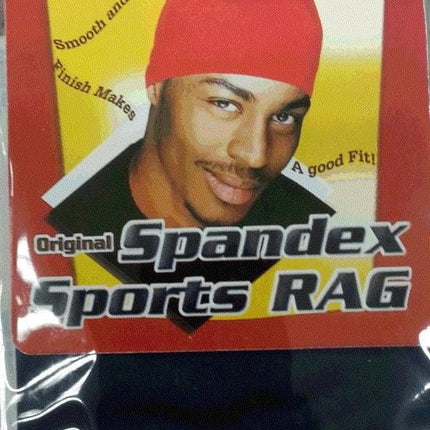 Smooth and
Finish Makes
A good Fit!
Original Spandex
Sports RAG